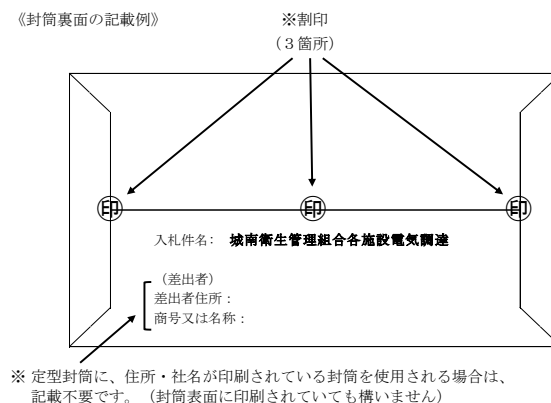 《封筒裏面の記載例》
※割印
(3箇所)
印 印 印
入札件名: 城南衛生管理組合各施設電気調達
(差出者)
差出者住所:
商号又は名称:
※ 定型封筒に、住所・社名が印刷されている封筒を使用される場合は、
記載不要です。(封筒表面に印刷されていても構いません)